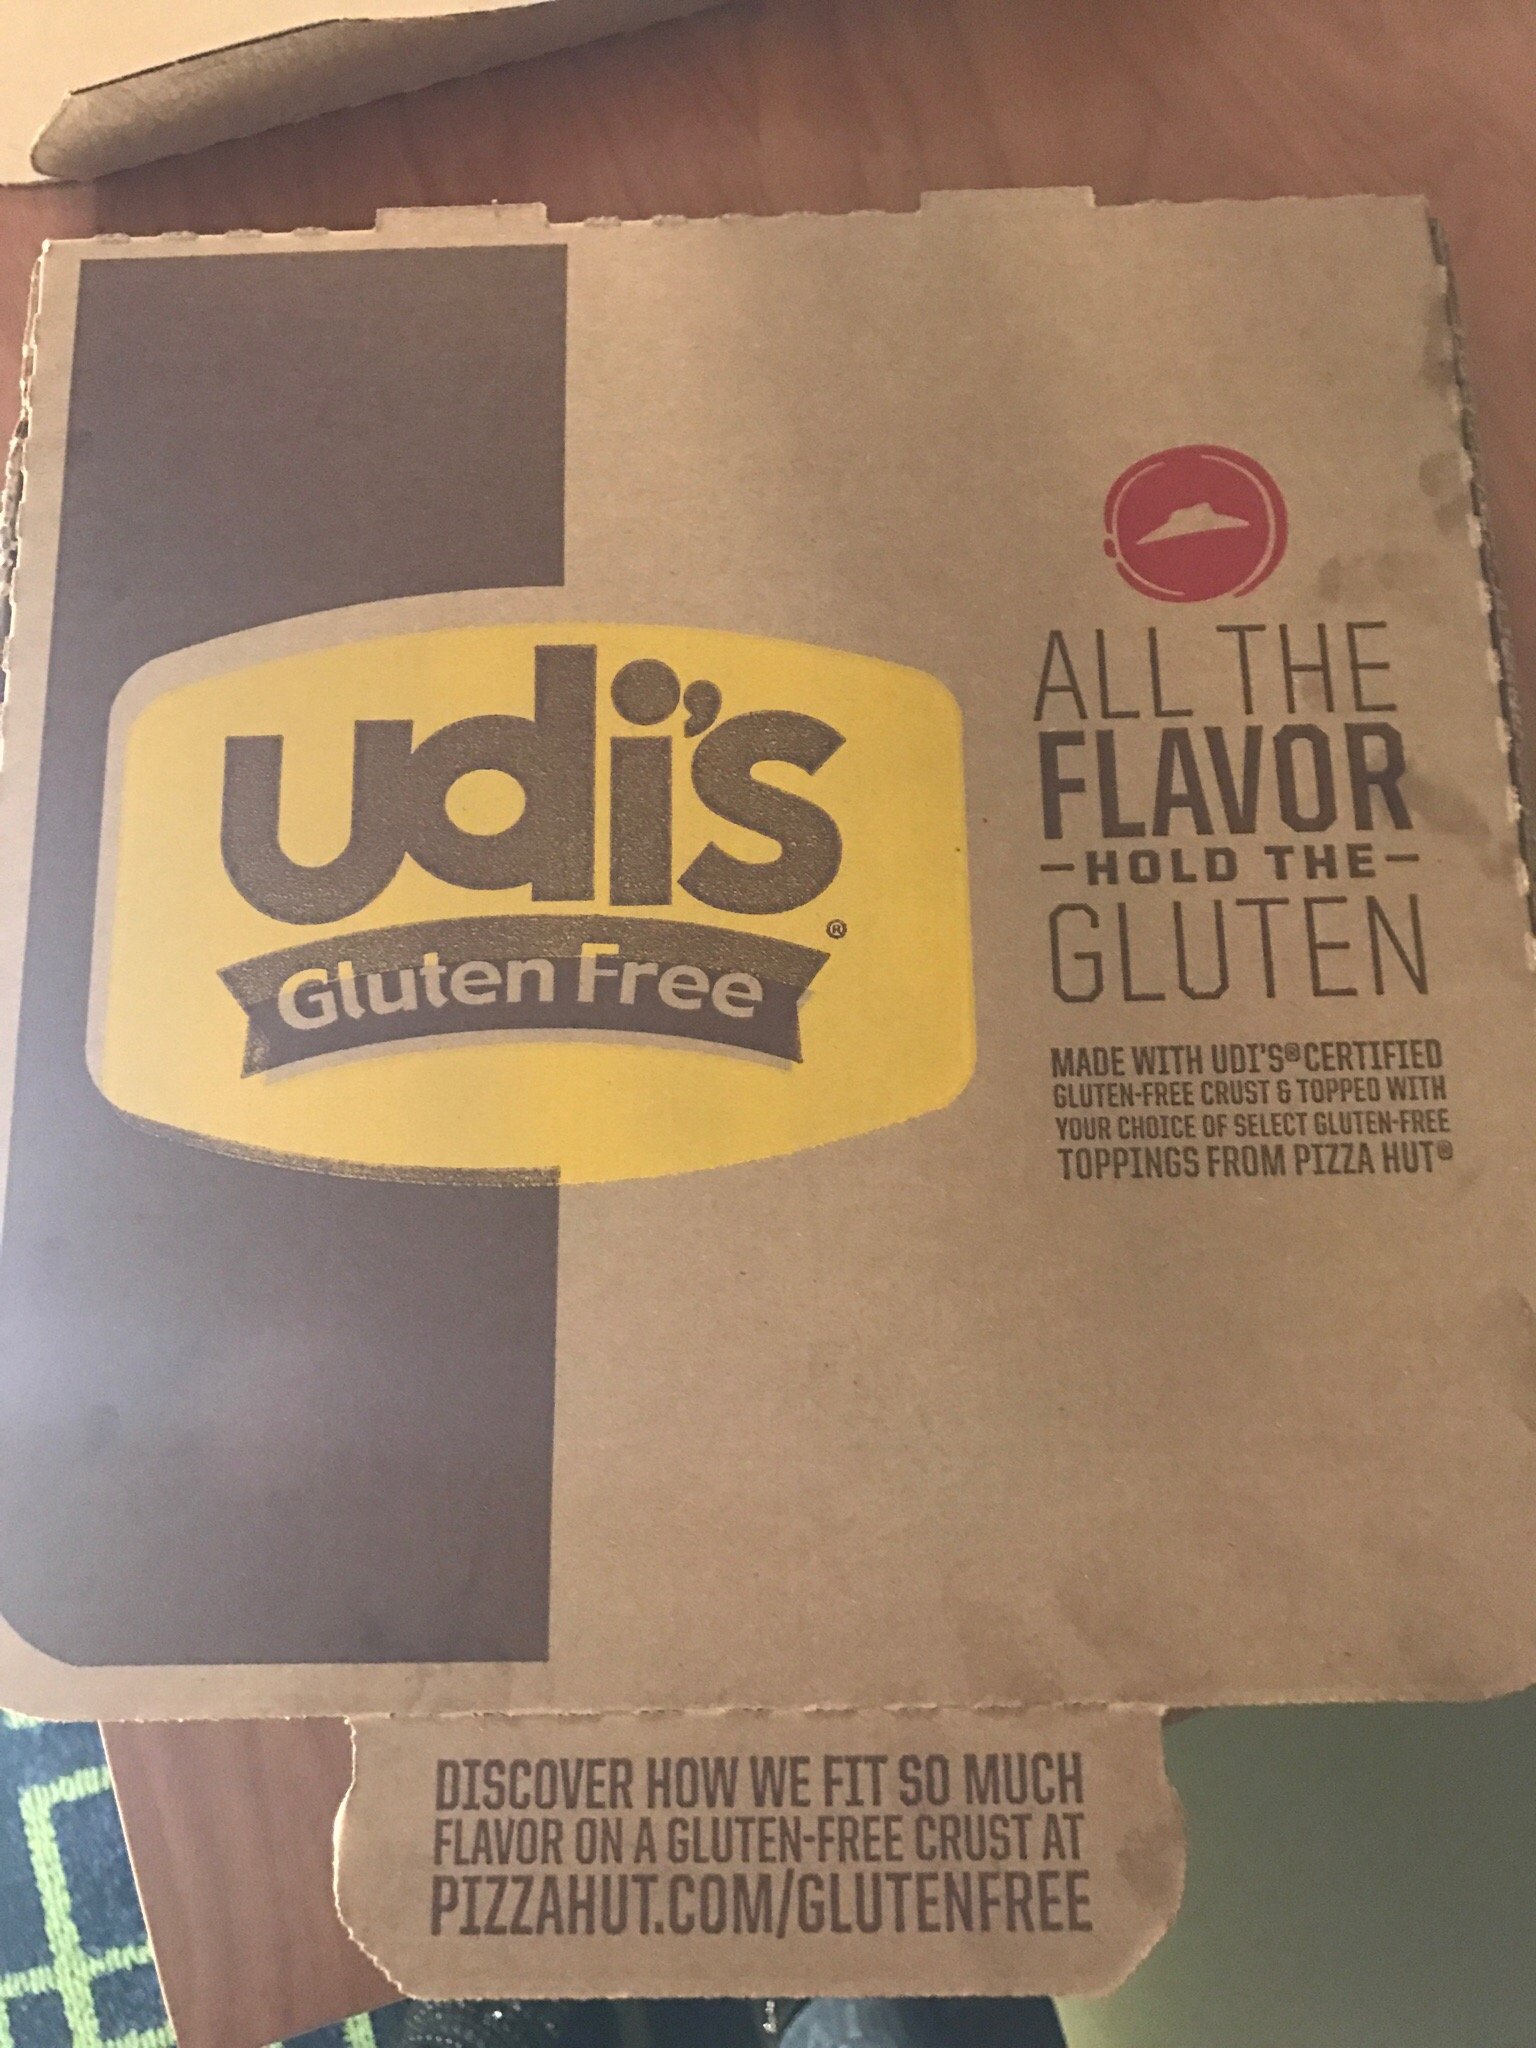 udi's®
Gluten Free
ALL THE
FLAVOR
-HOLD THE-
GLUTEN
MADE WITH UDI'S® CERTIFIED
GLUTEN-FREE CRUST & TOPPED WITH
YOUR CHOICE OF SELECT GLUTEN-FREE
TOPPINGS FROM PIZZA HUT®
DISCOVER HOW WE FIT SO MUCH
FLAVOR ON A GLUTEN-FREE CRUST AT
PIZZAHUT.COM/GLUTENFREE